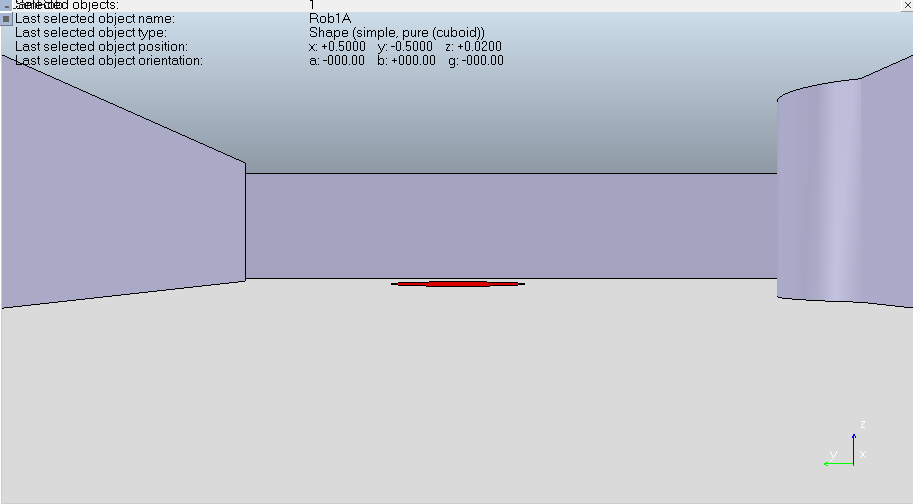 Selected objects: 1
Last selected object name: Rob1A
Last selected object type: Shape (simple, pure (cuboid))
Last selected object position: x: +0.5000 y: -0.5000 z: +0.0200
Last selected object orientation: a: -000.00 b: +000.00 g: -000.00
z
y x